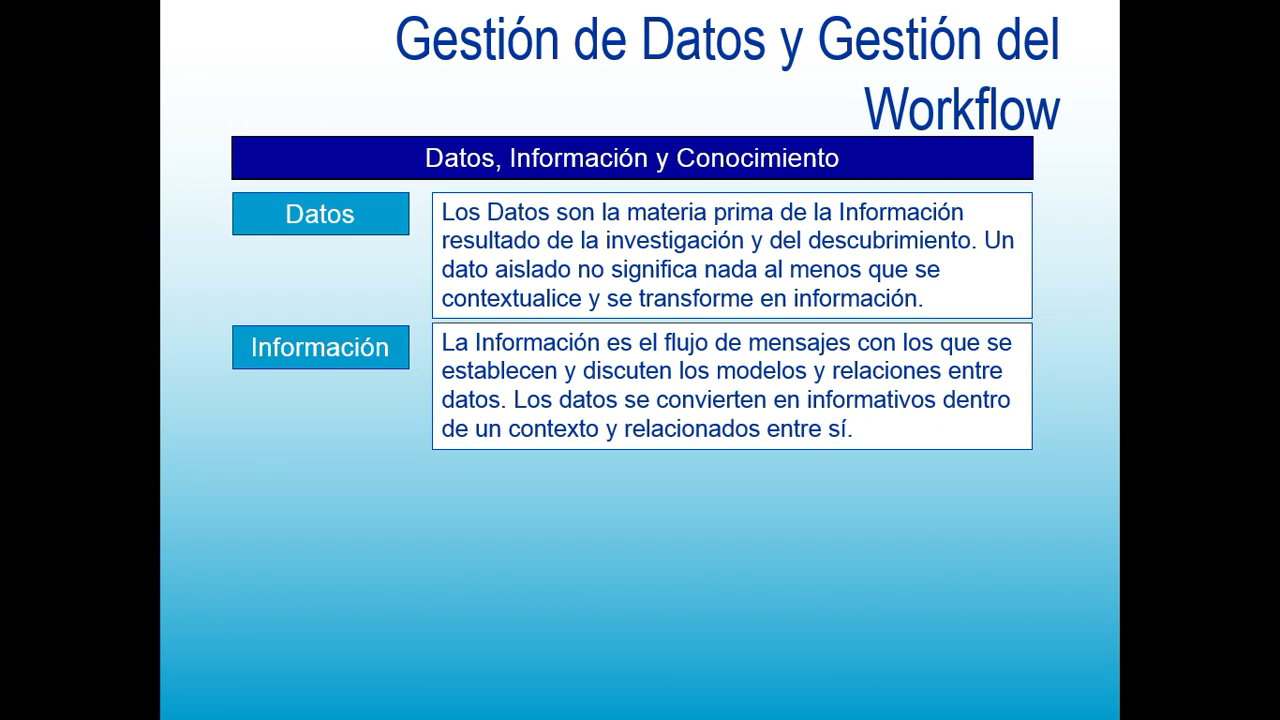 Gestión de Datos y Gestión del
Workflow
Datos, Información y Conocimiento
Datos
Los Datos son la materia prima de la Información
resultado de la investigación y del descubrimiento. Un
dato aislado no significa nada al menos que se
contextualice y se transforme en información.
Información
La Información es el flujo de mensajes con los que se
establecen y discuten los modelos y relaciones entre
datos. Los datos se convierten en informativos dentro
de un contexto y relacionados entre sí.